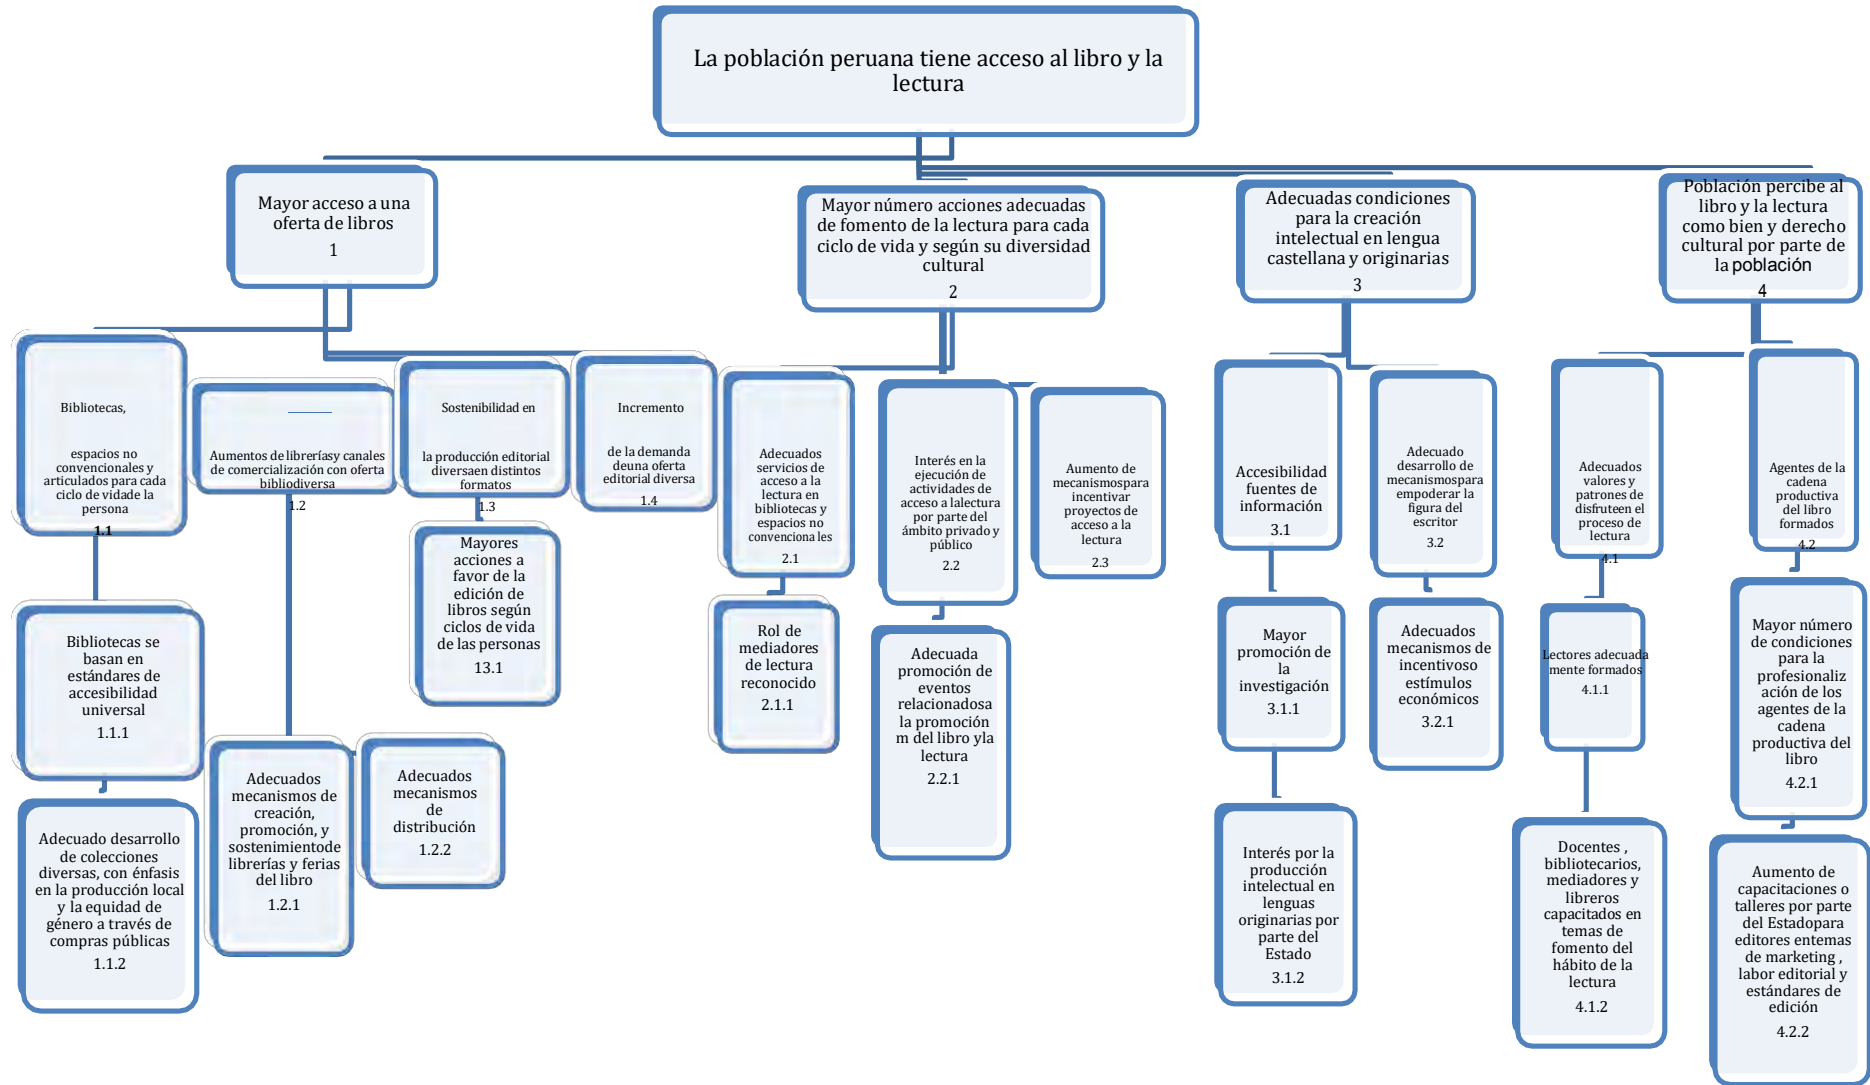 La población peruana tiene acceso al libro y la
lectura
Mayor acceso a una
oferta de libros
1
Mayor número acciones adecuadas
de fomento de la lectura para cada
ciclo de vida y según su diversidad
cultural
2
Adecuadas condiciones
para la creación
intelectual en lengua
castellana y originarias
3
Población percibe al
libro y la lectura
como bien y derecho
cultural por parte de
la población
4
Bibliotecas,
espacios no
convencionales y
articulados para cada
ciclo de vidade la
persona
1.1
Aumentos de libreríasy canales
de comercialización con oferta
bibliodiversa
1.2
Sostenibilidad en
la producción editorial
diversaen distintos
formatos
1.3
Incremento
de la demanda
deuna oferta
editorial diversa
1.4
Adecuados
servicios de
acceso a la
lectura en
bibliotecas y
espacios no
convenciona les
2.1
Interés en la
ejecución de
actividades de
acceso a lalectura
por parte del
ámbito privado y
público
2.2
Aumento de
mecanismospara
incentivar
proyectos de
acceso a la
lectura
2.3
Accesibilidad
fuentes de
información
3.1
Adecuado
desarrollo de
mecanismospara
empoderar la
figura del
escritor
3.2
Adecuados
valores y
patrones de
disfruteen el
proceso de
lectura
4.1
Agentes de la
cadena
productiva
del libro
formados
4.2
Bibliotecas se
basan en
estándares de
accesibilidad
universal
1.1.1
Mayores
acciones a
favor de la
edición de
libros según
ciclos de vida
de las personas
13.1
Rol de
mediadores
de lectura
reconocido
2.1.1
Adecuada
promoción de
eventos
relacionadosa
la promoción
m del libro yla
lectura
2.2.1
Mayor
promoción de
la
investigación
3.1.1
Adecuados
mecanismos de
incentivoso
estímulos
económicos
3.2.1
Lectores adecuada
mente formados
4.1.1
Mayor número
de condiciones
para la
profesionaliz
ación de los
agentes de la
cadena
productiva del
libro
4.2.1
Adecuado desarrollo
de colecciones
diversas, con énfasis
en la producción local
y la equidad de
género a través de
compras públicas
1.1.2
Adecuados
mecanismos de
creación,
promoción, y
sostenimientode
librerías y ferias
del libro
1.2.1
Adecuados
mecanismos
de
distribución
1.2.2
Interés por la
producción
intelectual en
lenguas
originarias por
parte del
Estado
3.1.2
Docentes ,
bibliotecarios,
mediadores y
libreros
capacitados en
temas de
fomento del
hábito de la
lectura
4.1.2
Aumento de
capacitaciones o
talleres por parte
del Estadopara
editores entemas
de marketing ,
labor editorial y
estándares de
edición
4.2.2